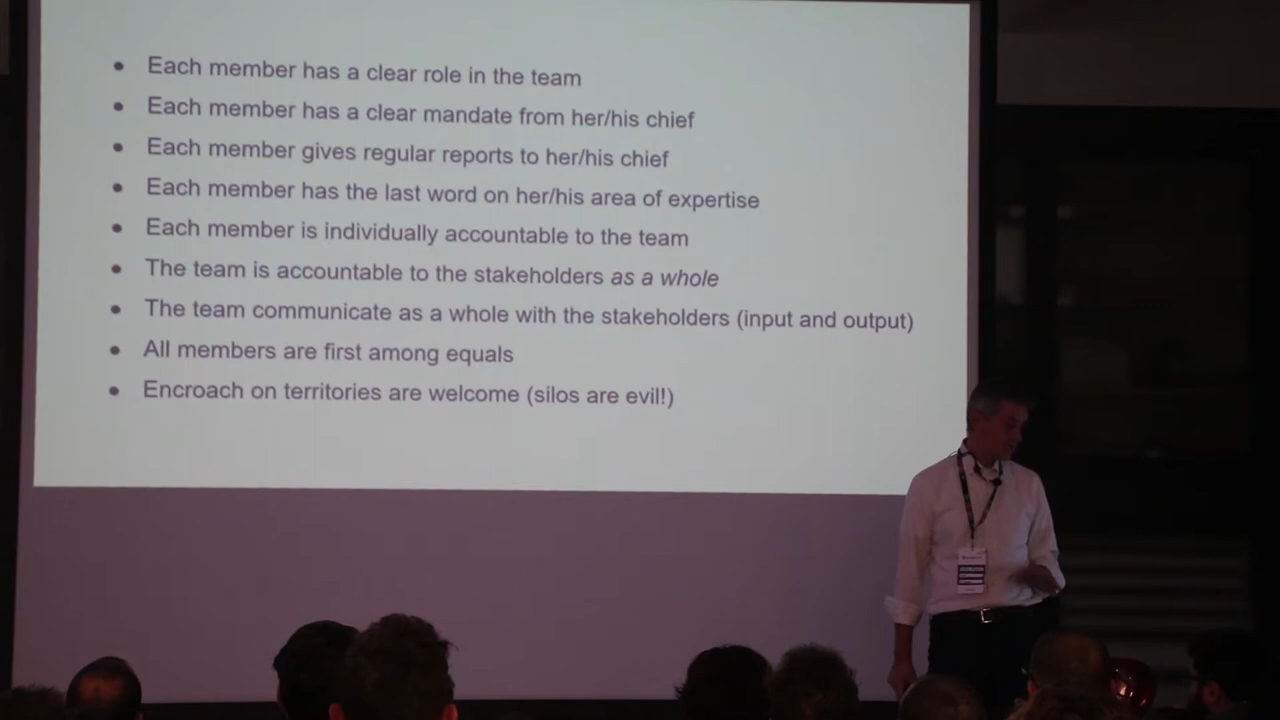 • Each member has a clear role in the team
• Each member has a clear mandate from her/his chief
• Each member gives regular reports to her/his chief
• Each member has the last word on her/his area of expertise
• Each member is individually accountable to the team
• The team is accountable to the stakeholders as a whole
• The team communicate as a whole with the stakeholders (input and output)
• All members are first among equals
• Encroach on territories are welcome (silos are evil!)